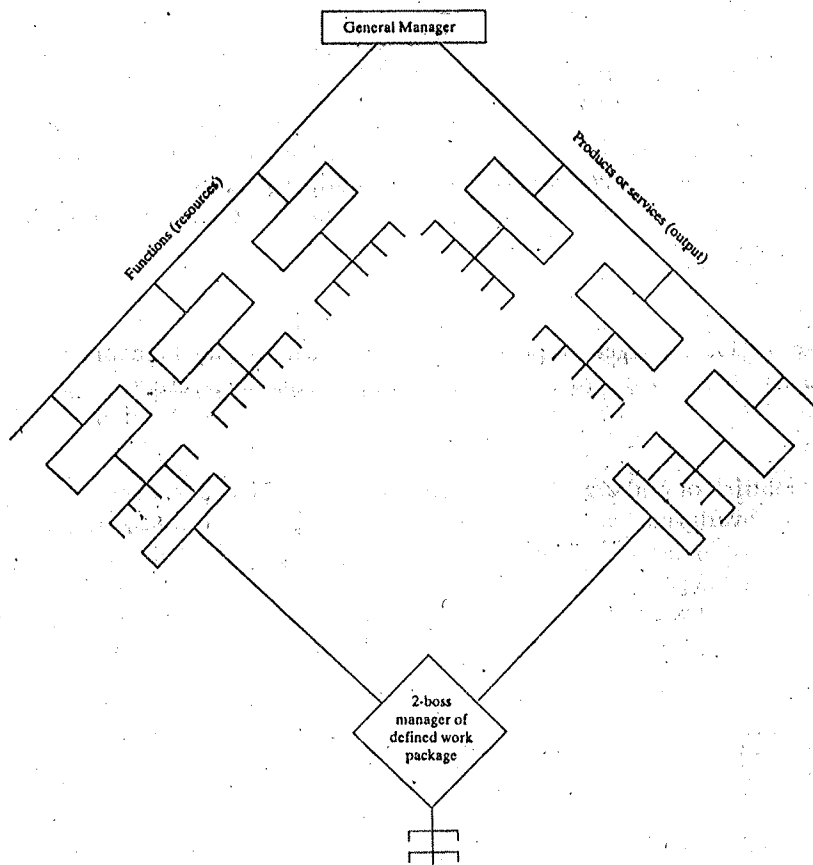 General Manager
Functions (resources)
Products or services (output)
2-boss
manager of
defined work
package